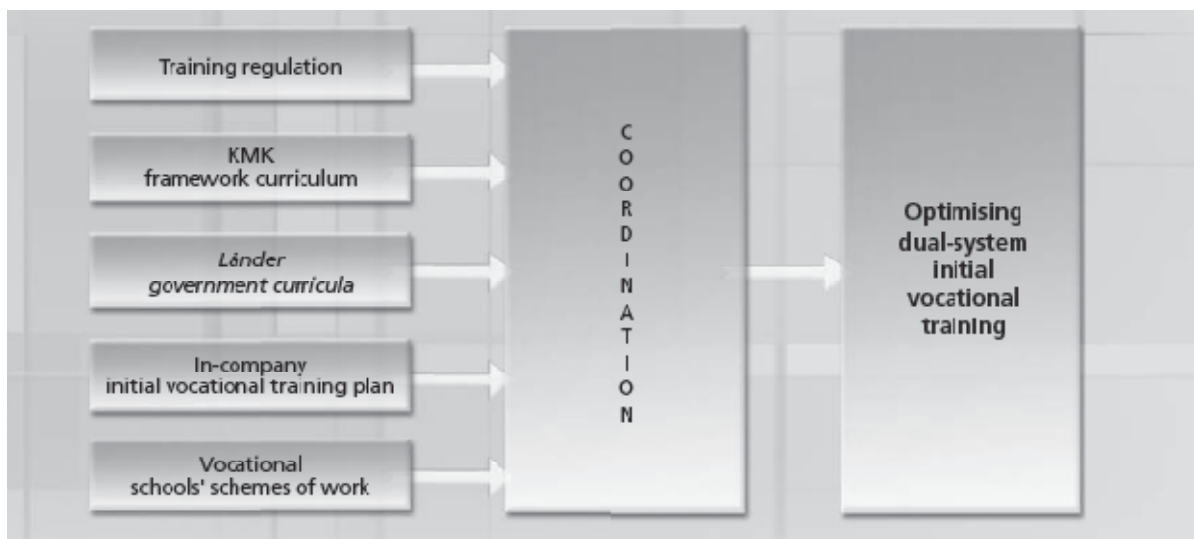 Training regulation
KMK
framework curriculum
Länder
government curricula
In-company
initial vocational training plan
Vocational
schools' schemes of work
COORDINATION
Optimising
dual-system
initial
vocational
training